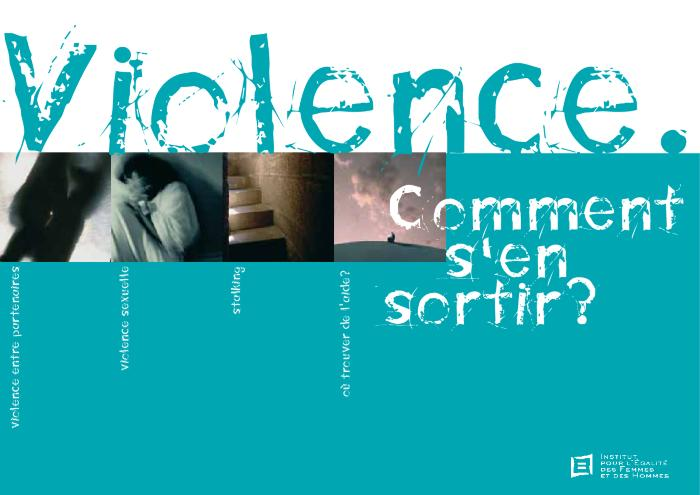 Violence.
Comment
s'en
sortir?
violence entre partenaires
violence sexuelle
stalking
où trouver de l'aide?
INSTITUT
POUR L'ÉGALITÉ
DES FEMMES
ET DES HOMMES